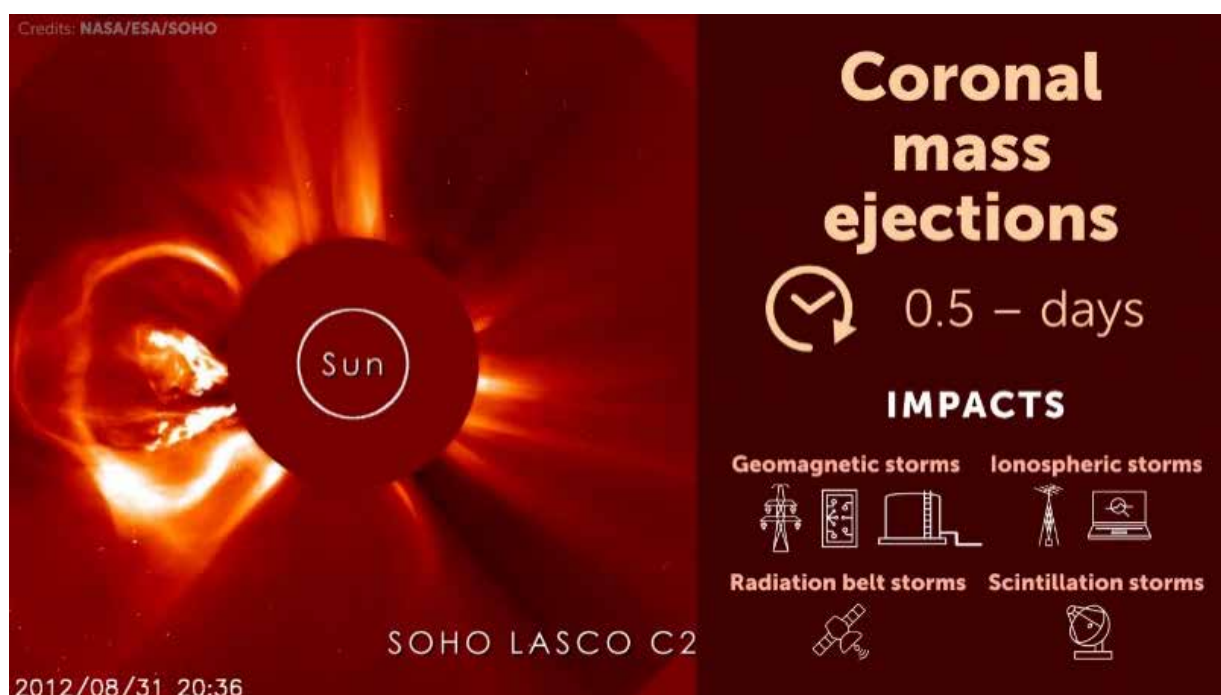 Credits: NASA/ESA/SOHO
Sun
SOHO LASCO C2
2012/08/31 20:36
Coronal
mass
ejections
0.5 – days
IMPACTS
Geomagnetic storms
Ionospheric storms
Radiation belt storms
Scintillation storms